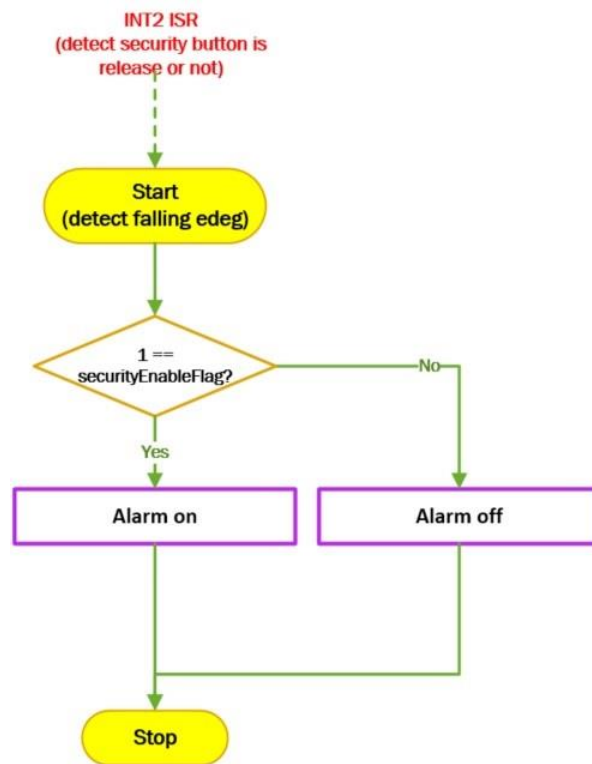 INT2 ISR
(detect security button is
release or not)
Start
(detect falling edeg)
1 ==
securityEnableFlag?
No
Yes
Alarm on
Alarm off
Stop